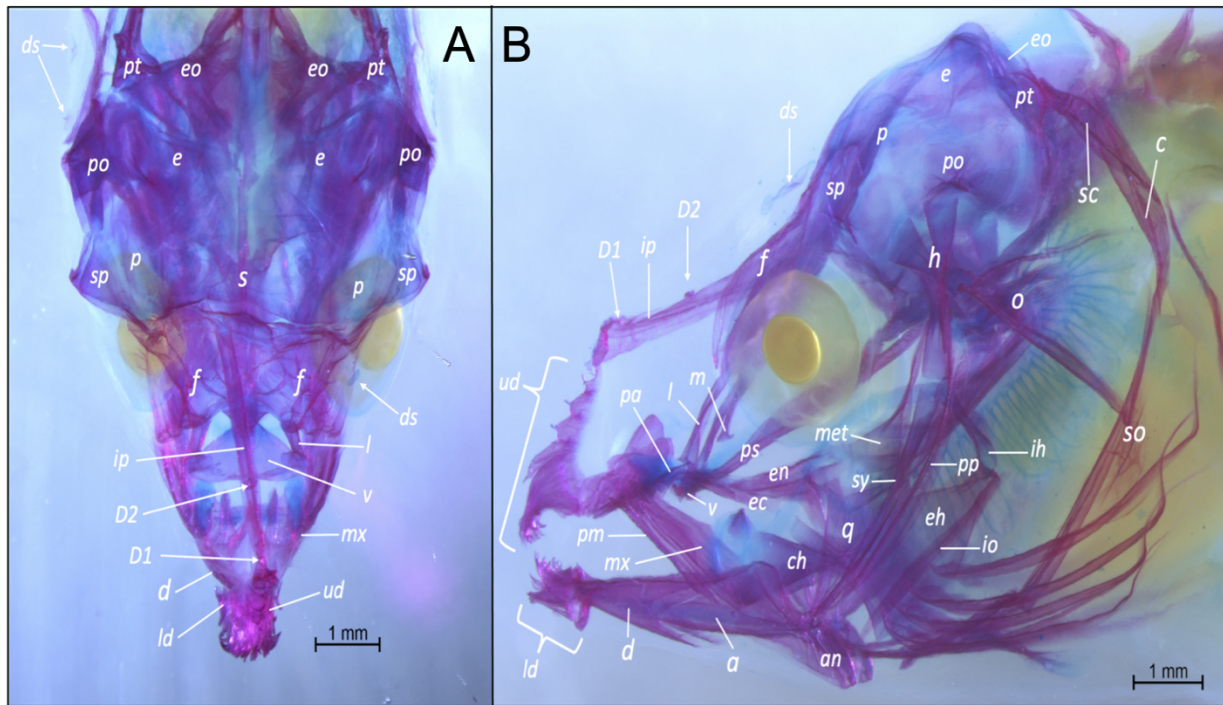 A
ds
pt
eo
eo
pt
po
e
e
po
sp
p
s
p
sp
f
f
ds
ip
l
v
D2
mx
D1
d
ud
ld
1 mm
B
eo
e
pt
ds
p
po
c
sp
sc
D2
D1
ip
f
h
o
ud
m
l
pa
met
so
ps
ih
en
sy
pp
v
ec
eh
pm
q
io
mx
ch
ld
d
a
an
1 mm